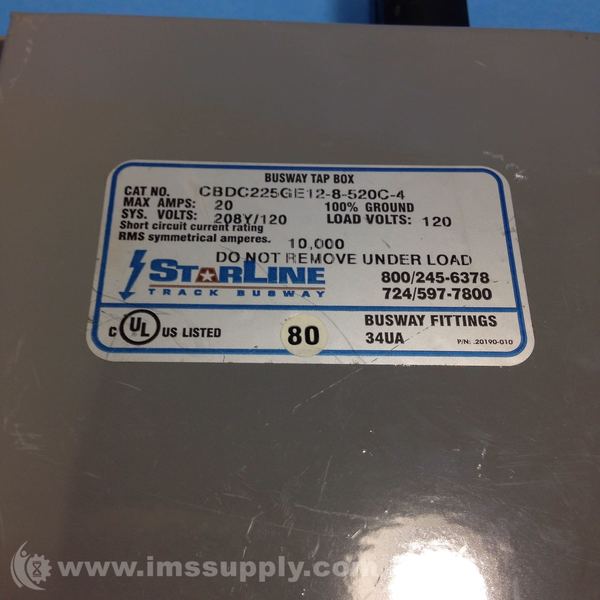 BUSWAY TAP BOX
CAT NO. CBDC225GE12-8-520C-4
MAX AMPS: 20 100% GROUND
SYS. VOLTS: 208Y/120 LOAD VOLTS: 120
Short circuit current rating
RMS symmetrical amperes. 10,000
DO NOT REMOVE UNDER LOAD
STARLINE 800/245-6378
TRACK BUSWAY 724/597-7800
C UL US LISTED 80 BUSWAY FITTINGS
34UA P/N: .20190-010
www.imssupply.com